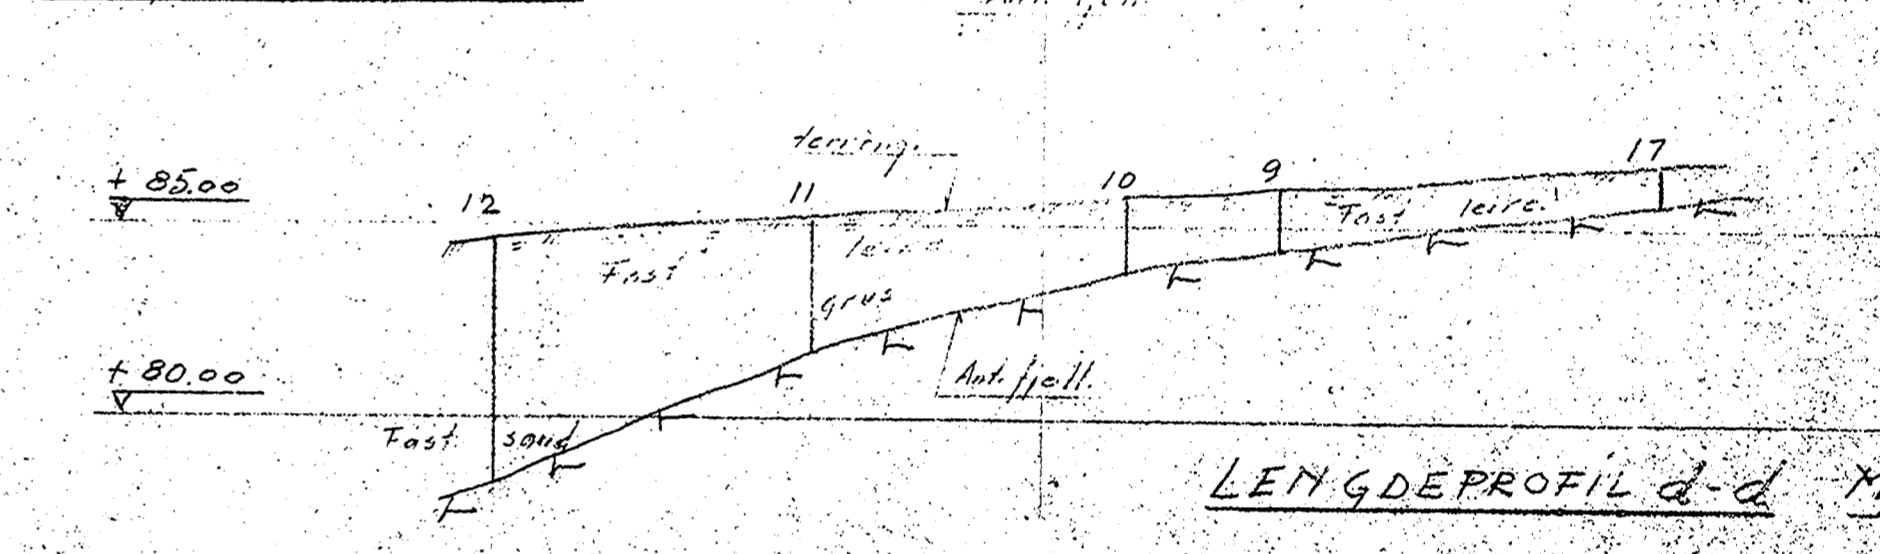 terreng.
+ 85.00
12
11
10
9
17
Fast leire
Fast leire
grus
+ 80.00
Ant. fjell.
Fast sand
LENGDEPROFIL d-d